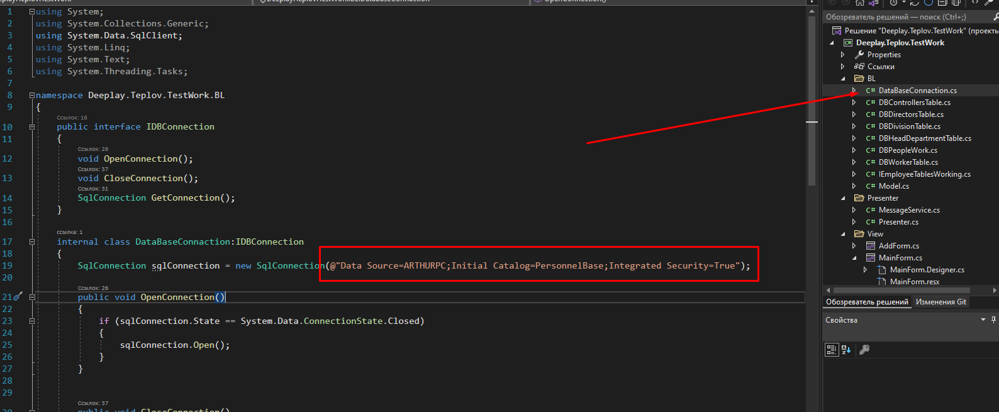 1 using System;
2 using System.Collections.Generic;
3 using System.Data.SqlClient;
4 using System.Linq;
5 using System.Text;
6 using System.Threading.Tasks;
7
8 namespace Deeplay.Teplov.TestWork.BL
9 {
Ссылок: 16
10 public interface IDBConnection
11 {
Ссылок: 26
12 void OpenConnection();
Ссылок: 37
13 void CloseConnection();
Ссылок: 31
14 SqlConnection GetConnection();
15 }
16
ссылка: 1
17 internal class DataBaseConnaction:IDBConnection
18 {
19 SqlConnection sqlConnection = new SqlConnection(@"Data Source=ARTHURPC;Initial Catalog=PersonnelBase;Integrated Security=True");
20
Ссылок: 26
21 public void OpenConnection()
22 {
23 if (sqlConnection.State == System.Data.ConnectionState.Closed)
24 {
25 sqlConnection.Open();
26 }
27 }
28
29
Ссылок: 37
30 public void CloseConnection()
Обозреватель решений — поиск (Ctrl+;)
Решение "Deeplay.Teplov.TestWork" (проекть
Deeplay.Teplov.TestWork
Properties
Ссылки
BL
C# DataBaseConnaction.cs
C# DBControllersTable.cs
C# DBDirectorsTable.cs
C# DBDivisionTable.cs
C# DBHeadDepartmentTable.cs
C# DBPeopleWork.cs
C# DBWorkerTable.cs
C# IEmployeeTablesWorking.cs
C# Model.cs
Presenter
C# MessageService.cs
C# Presenter.cs
View
AddForm.cs
MainForm.cs
MainForm.Designer.cs
MainForm.resx
Обозреватель решений Изменения Git
Свойства